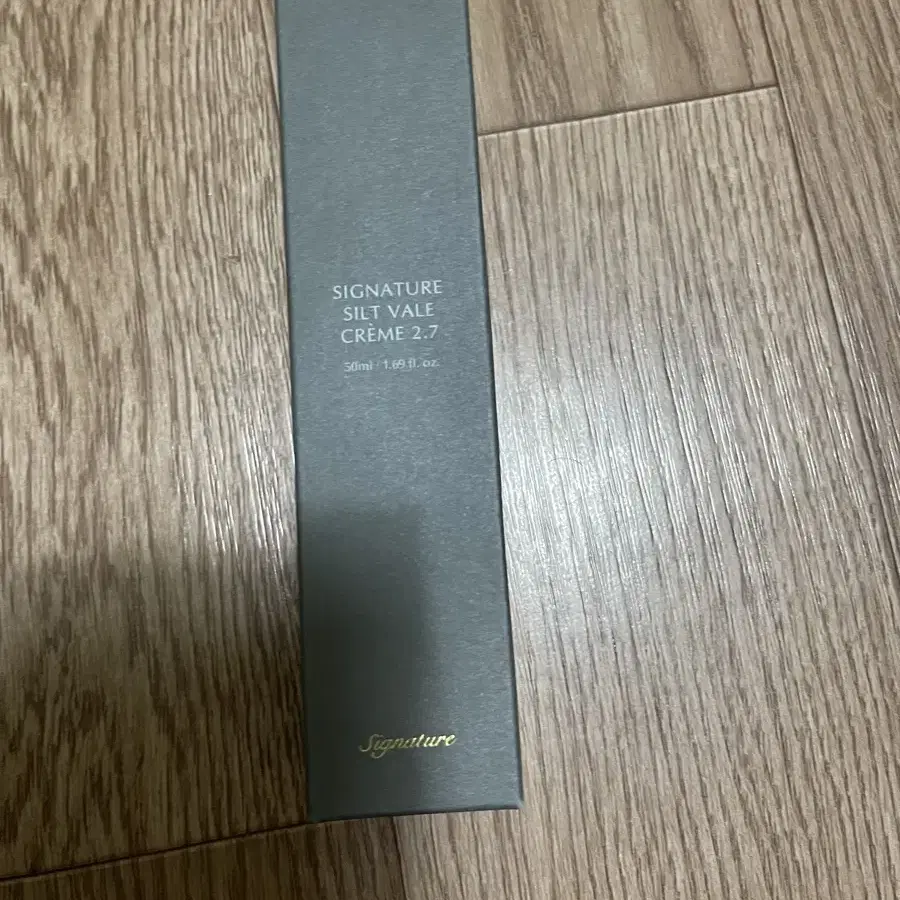 SIGNATURE
SILT VALE
CRÈME 2.7
50ml / 1.69 fl. oz.
Signature